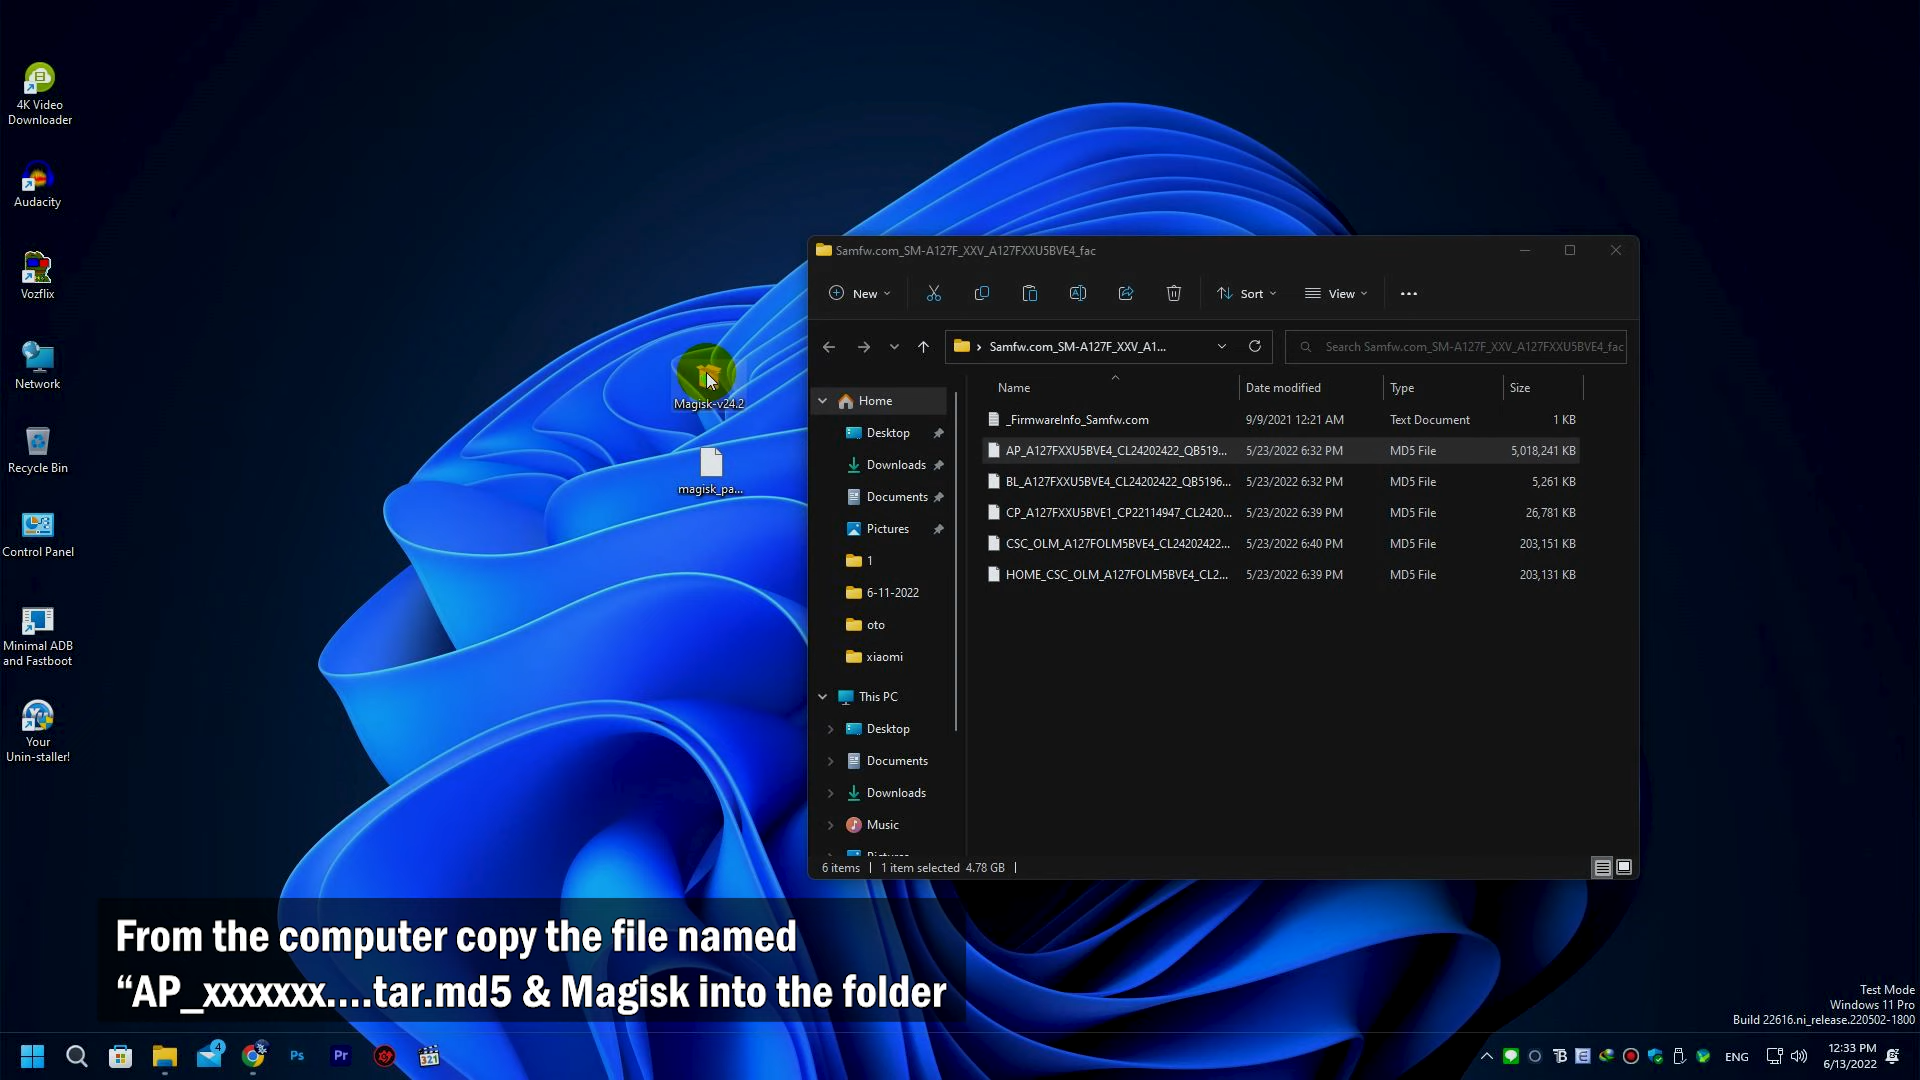 4K Video
Downloader
Audacity
Vozflix
Network
Recycle Bin
Control Panel
Minimal ADB
and Fastboot
Your
Unin-staller!
Magisk-v24.2
magisk_pa...
Samfw.com_SM-A127F_XXV_A127FXXU5BVE4_fac
New
Sort
View
Samfw.com_SM-A127F_XXV_A1...
Search Samfw.com_SM-A127F_XXV_A127FXXU5BVE4_fac
Home
Desktop
Downloads
Documents
Pictures
1
6-11-2022
oto
xiaomi
This PC
Desktop
Documents
Downloads
Music
Pictures
Name Date modified Type Size
_FirmwareInfo_Samfw.com 9/9/2021 12:21 AM Text Document 1 KB
AP_A127FXXU5BVE4_CL24202422_QB519... 5/23/2022 6:32 PM MD5 File 5,018,241 KB
BL_A127FXXU5BVE4_CL24202422_QB5196... 5/23/2022 6:32 PM MD5 File 5,261 KB
CP_A127FXXU5BVE1_CP22114947_CL2420... 5/23/2022 6:39 PM MD5 File 26,781 KB
CSC_OLM_A127FOLM5BVE4_CL24202422... 5/23/2022 6:40 PM MD5 File 203,151 KB
HOME_CSC_OLM_A127FOLM5BVE4_CL2... 5/23/2022 6:39 PM MD5 File 203,131 KB
6 items 1 item selected 4.78 GB
From the computer copy the file named
“AP_xxxxxxx....tar.md5 & Magisk into the folder
Test Mode
Windows 11 Pro
Build 22616.ni_release.220502-1800
4
Ps
Pr
321
ENG
12:33 PM
6/13/2022